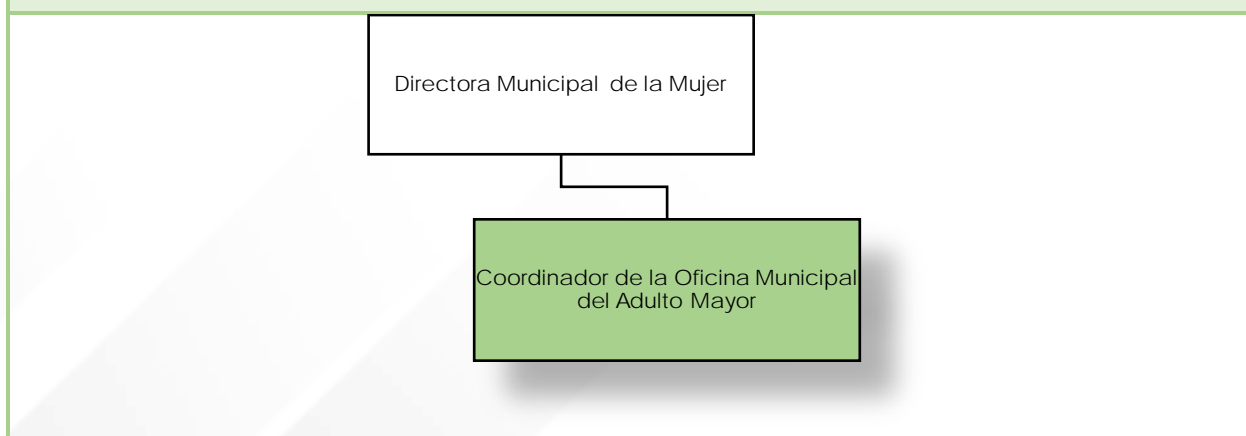 Directora Municipal de la Mujer
Coordinador de la Oficina Municipal
del Adulto Mayor